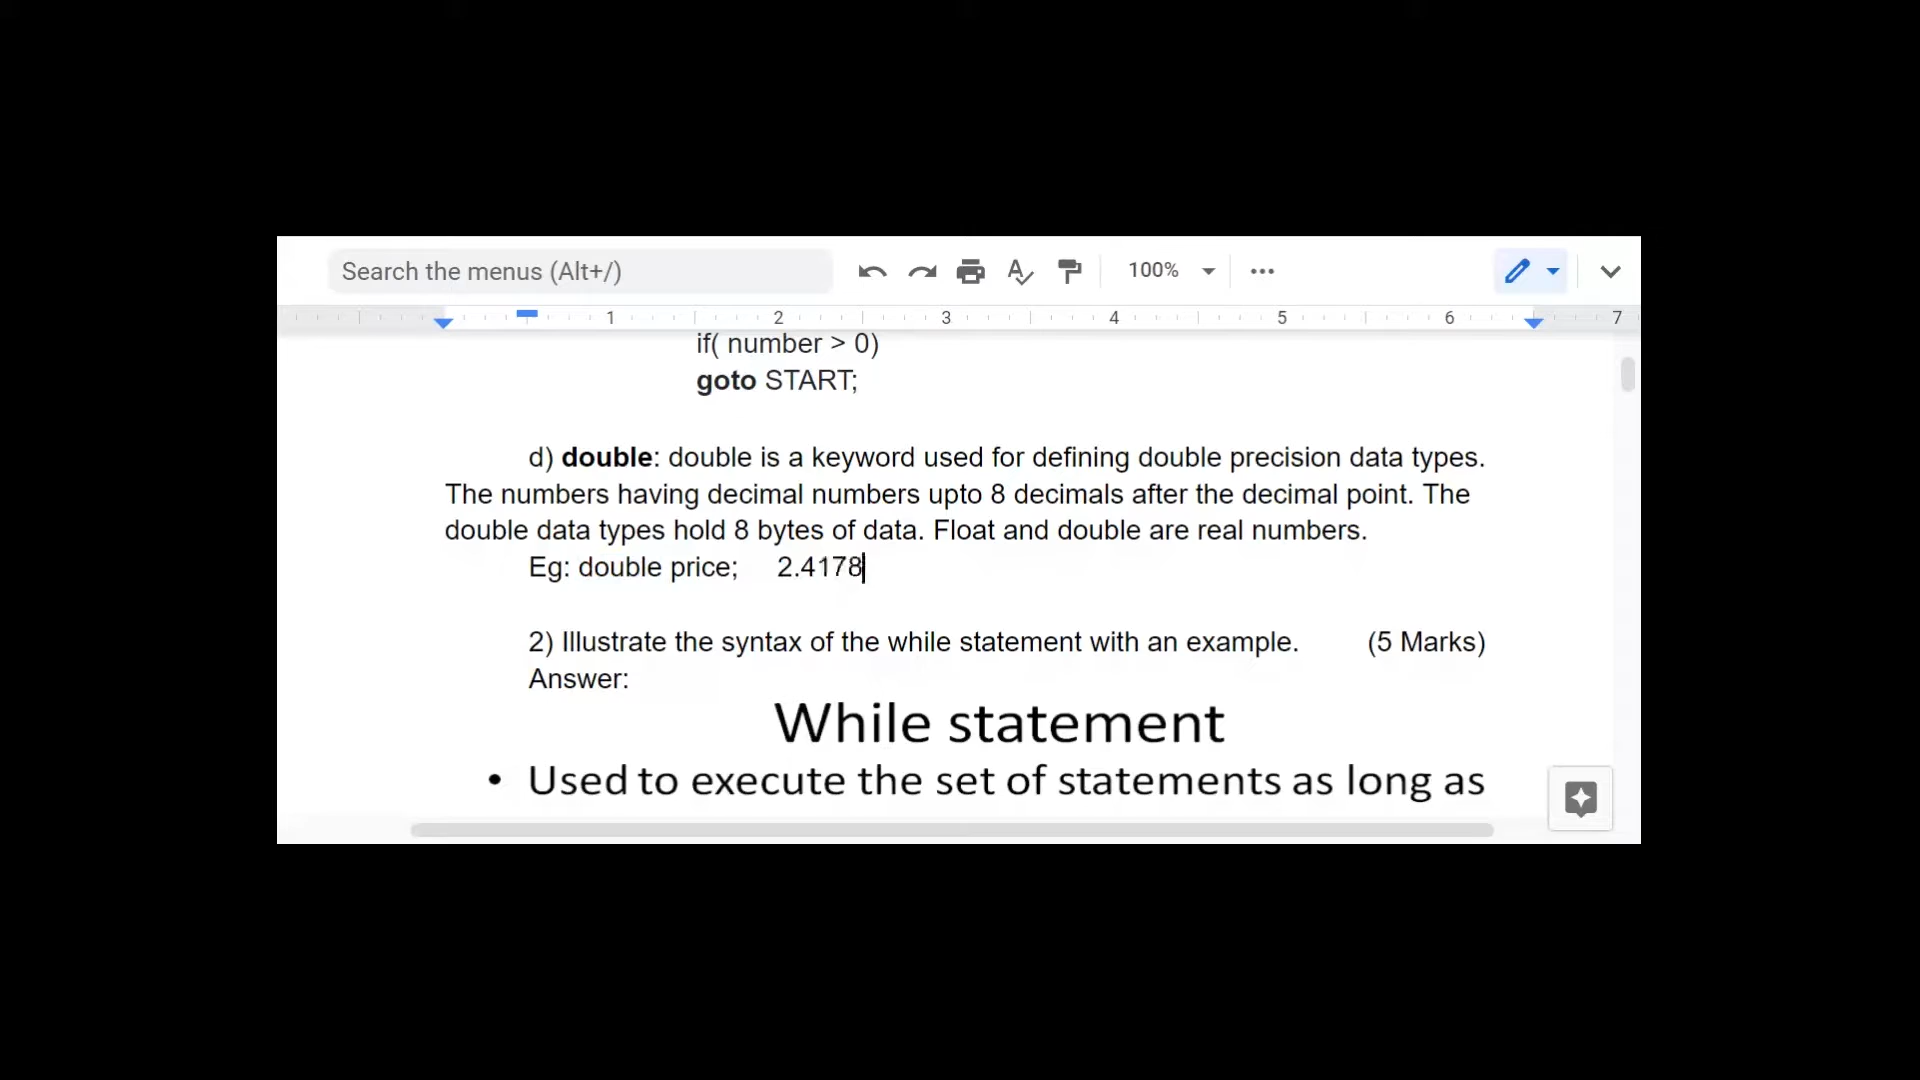 Search the menus (Alt+/)
100%
1 2 3 4 5 6 7
if( number > 0)
goto START;
d) double: double is a keyword used for defining double precision data types.
The numbers having decimal numbers upto 8 decimals after the decimal point. The
double data types hold 8 bytes of data. Float and double are real numbers.
Eg: double price; 2.4178
2) Illustrate the syntax of the while statement with an example. (5 Marks)
Answer:
While statement
• Used to execute the set of statements as long as